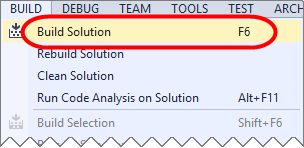 BUILD DEBUG TEAM TOOLS TEST ARCH
Build Solution F6
Rebuild Solution
Clean Solution
Run Code Analysis on Solution Alt+F11
Build Selection Shift+F6